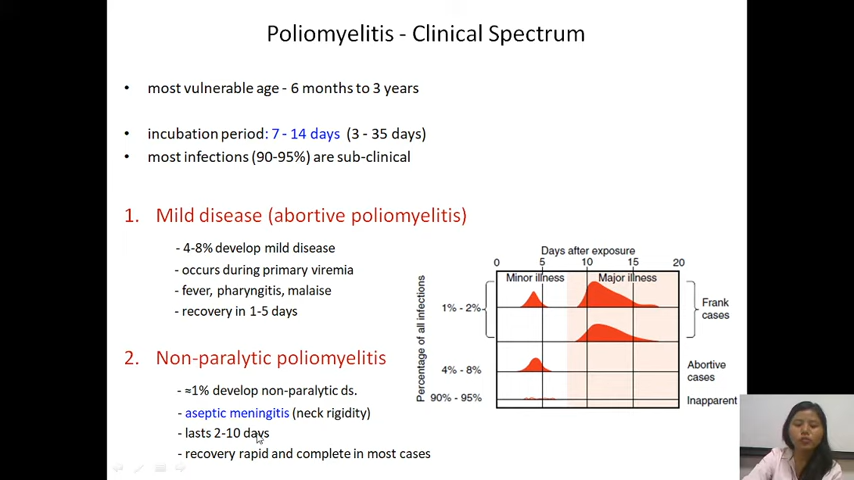 Poliomyelitis - Clinical Spectrum
• most vulnerable age - 6 months to 3 years
• incubation period: 7 - 14 days (3 - 35 days)
• most infections (90-95%) are sub-clinical
1. Mild disease (abortive poliomyelitis)
- 4-8% develop mild disease
- occurs during primary viremia
- fever, pharyngitis, malaise
- recovery in 1-5 days
2. Non-paralytic poliomyelitis
- ≈1% develop non-paralytic ds.
- aseptic meningitis (neck rigidity)
- lasts 2-10 days
- recovery rapid and complete in most cases
Days after exposure
0 5 10 15 20
Minor illness Major illness
Percentage of all infections
1% - 2%
Frank
cases
4% - 8%
Abortive
cases
90% - 95%
Inapparent